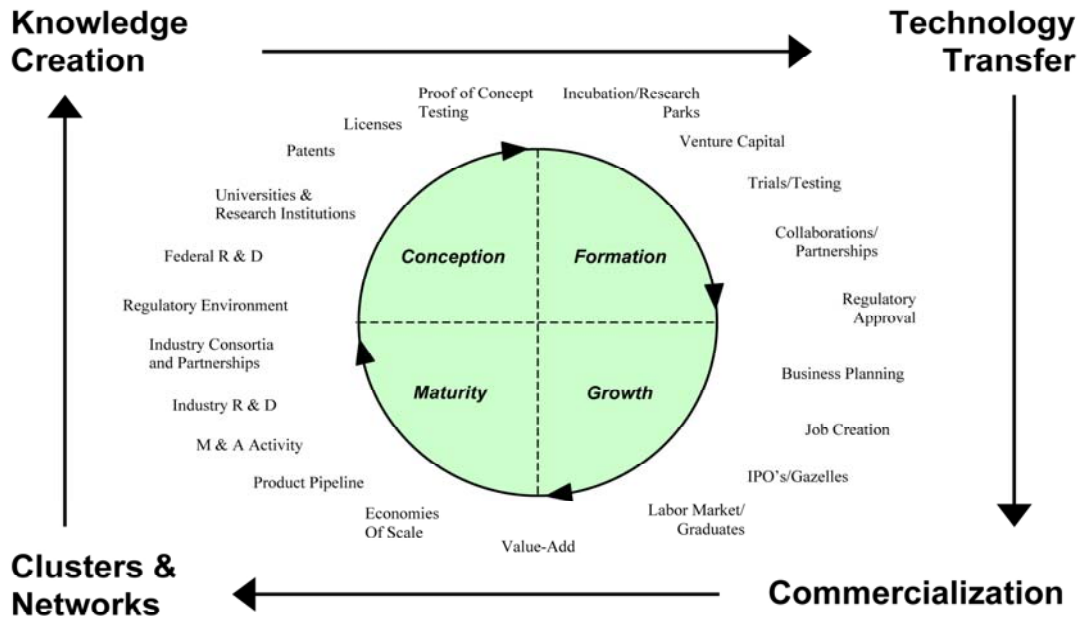 Knowledge
Creation
Technology
Transfer
Proof of Concept
Testing
Incubation/Research
Parks
Licenses
Venture Capital
Patents
Trials/Testing
Universities &
Research Institutions
Collaborations/
Partnerships
Federal R & D
Conception
Formation
Regulatory Environment
Regulatory
Approval
Industry Consortia
and Partnerships
Business Planning
Maturity
Growth
Industry R & D
Job Creation
M & A Activity
IPO's/Gazelles
Product Pipeline
Labor Market/
Graduates
Economies
Of Scale
Value-Add
Clusters &
Networks
Commercialization